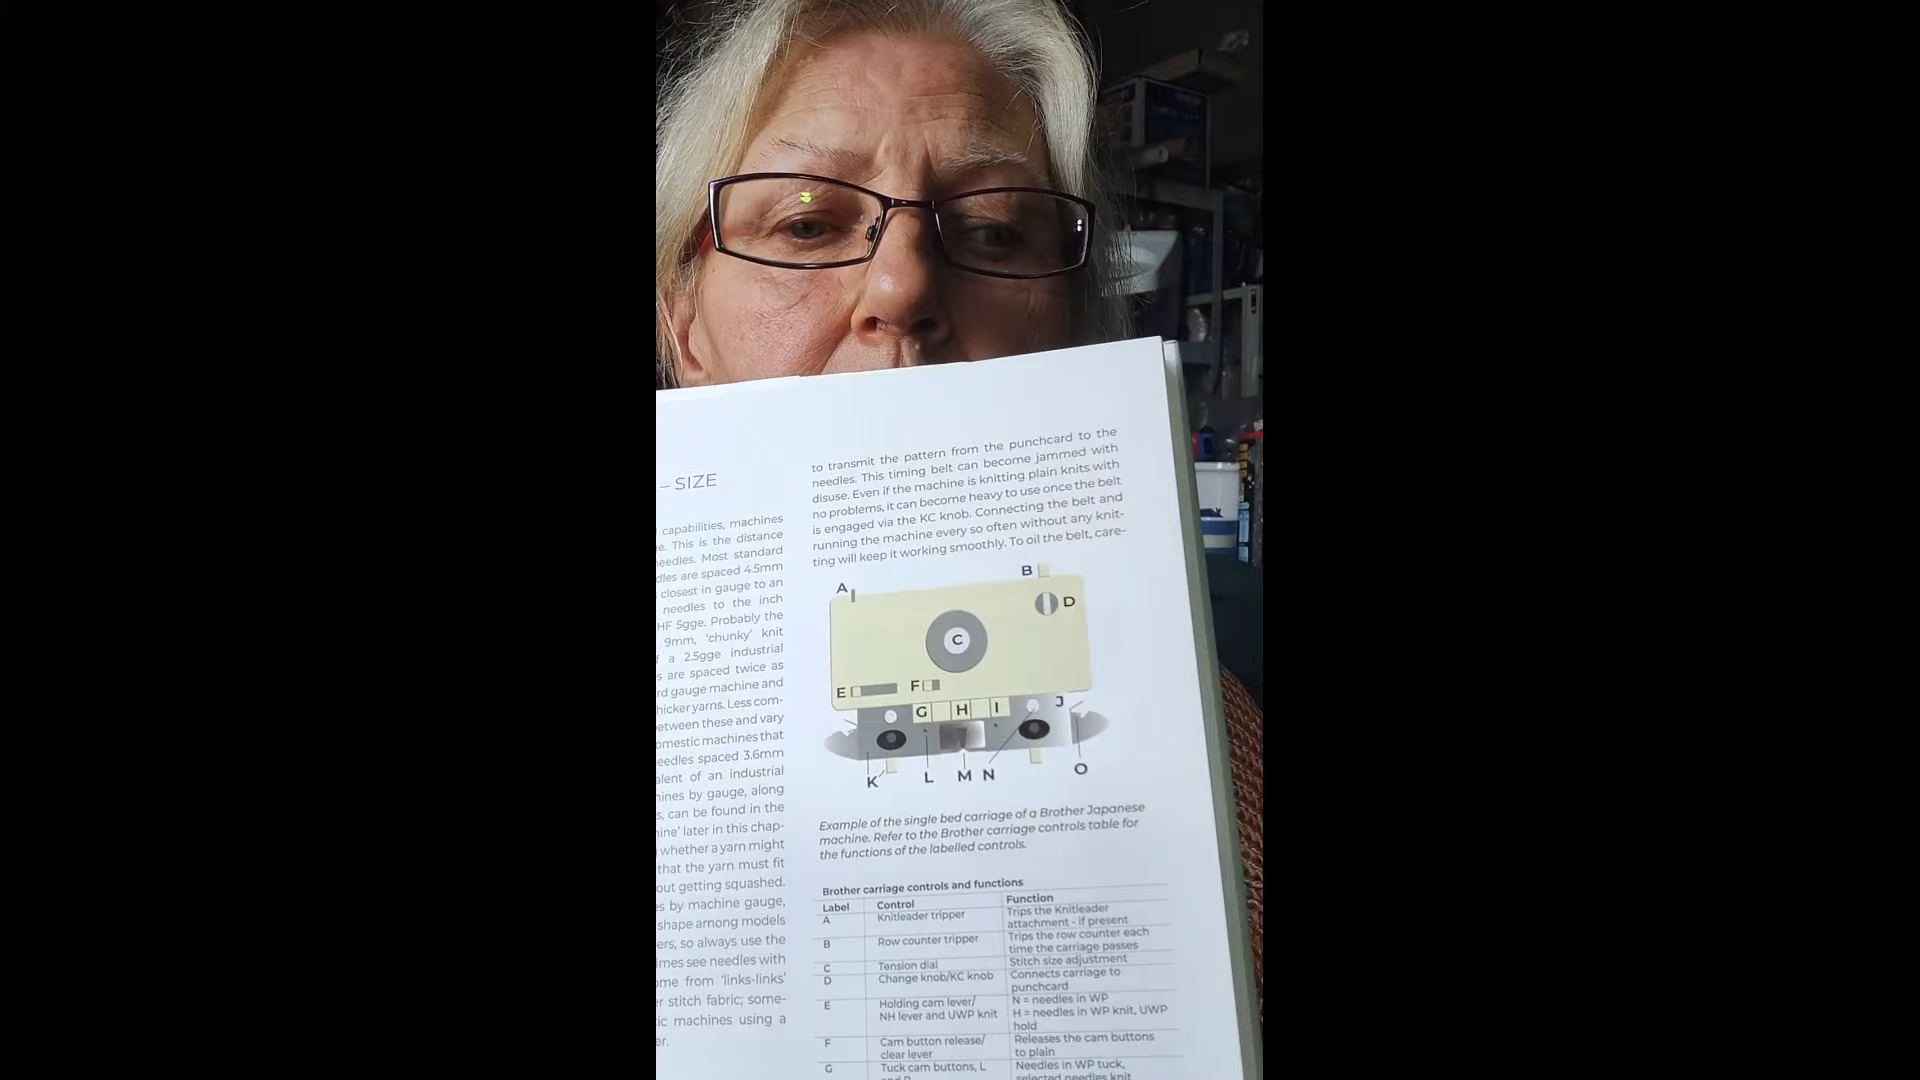 – SIZE
capabilities, machines
e. This is the distance
needles. Most standard
dles are spaced 4.5mm
closest in gauge to an
needles to the inch
HF 5gge. Probably the
9mm, 'chunky' knit
f a 2.5gge industrial
s are spaced twice as
rd gauge machine and
hicker yarns. Less com-
etween these and vary
omestic machines that
eedles spaced 3.6mm
alent of an industrial
hines by gauge, along
s, can be found in the
hine' later in this chap-
whether a yarn might
that the yarn must fit
out getting squashed.
es by machine gauge,
shape among models
ers, so always use the
imes see needles with
ome from 'links-links'
r stitch fabric; some-
ic machines using a
er.
to transmit the pattern from the punchcard to the
needles. This timing belt can become jammed with
disuse. Even if the machine is knitting plain knits with
no problems, it can become heavy to use once the belt
is engaged via the KC knob. Connecting the belt and
running the machine every so often without any knit-
ting will keep it working smoothly. To oil the belt, care-
A
B
D
C
E
F
G H I
J
K L M N O
Example of the single bed carriage of a Brother Japanese
machine. Refer to the Brother carriage controls table for
the functions of the labelled controls.
Brother carriage controls and functions
Label Control Function
A Knitleader tripper Trips the Knitleader
attachment - if present
B Row counter tripper Trips the row counter each
time the carriage passes
C Tension dial Stitch size adjustment
D Change knob/KC knob Connects carriage to
punchcard
E Holding cam lever/ N = needles in WP
NH lever and UWP knit H = needles in WP knit, UWP
hold
F Cam button release/ Releases the cam buttons
clear lever to plain
G Tuck cam buttons, L Needles in WP tuck,
selected needles knit